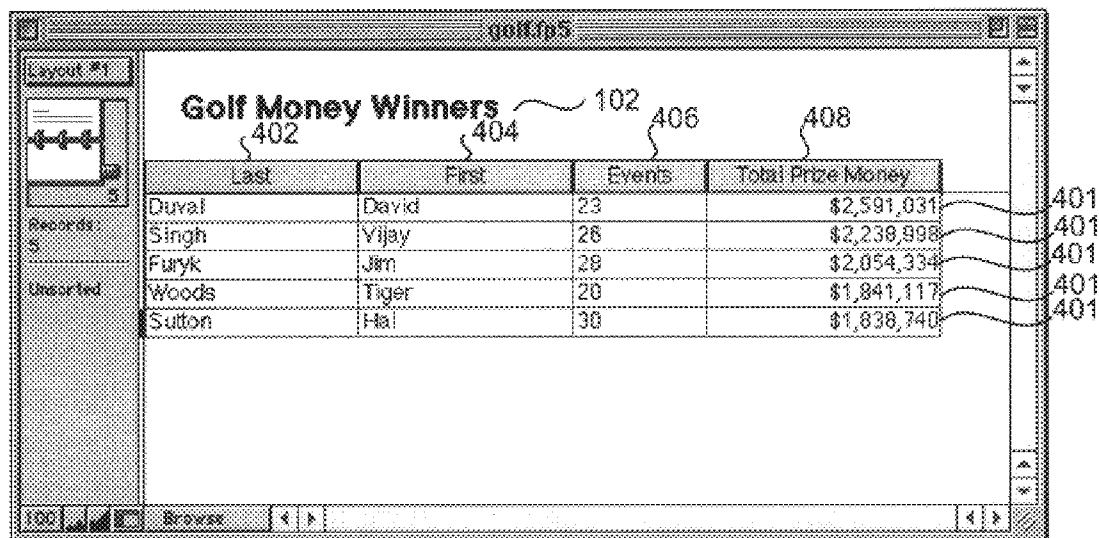 golf.fp5
Layout #1
5
Records:
5
Unsorted
Golf Money Winners 102
402 404 406 408
Last First Events Total Prize Money
Duval David 23 $2,591,031 401
Singh Vijay 26 $2,238,998 401
Furyk Jim 28 $2,054,334 401
Woods Tiger 20 $1,841,117 401
Sutton Hal 30 $1,838,740 401
100 Browse